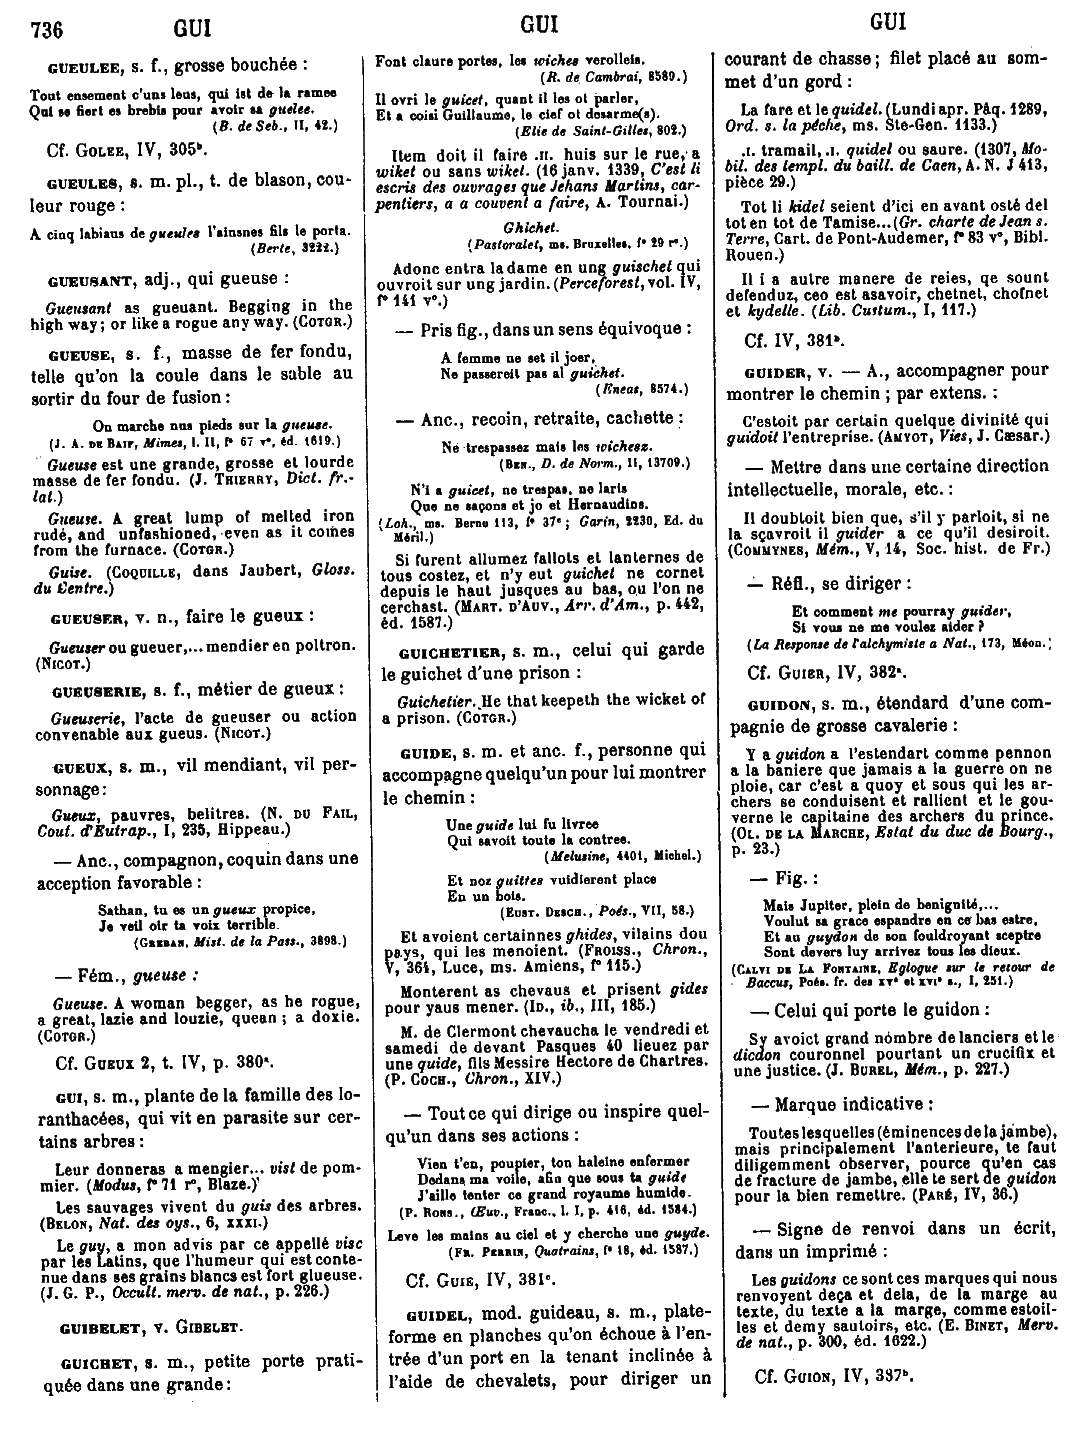 736 GUI GUI GUI
GUEULEE, s. f., grosse bouchée :
Tout ensement c'uns leus, qui ist de la ramee
Qui se fiert es brebis pour avoir sa guelee.
(B. de Seb., II, 42.)
Cf. GOLEE, IV, 305ᵇ.
GUEULES, s. m. pl., t. de blason, cou-
leur rouge :
A cinq labiaus de gueules l'ainsnes fils le porta.
(Berte, 3222.)
GUEUSANT, adj., qui gueuse :
Gueusant as gueuant. Begging in the
high way; or like a rogue any way. (COTGR.)
GUEUSE, s. f., masse de fer fondu,
telle qu'on la coule dans le sable au
sortir du four de fusion :
On marche nus pieds sur la gueuse.
(J. A. DE BAIF, Mimes, l. II, f° 67 r°, éd. 1619.)
Gueuse est une grande, grosse et lourde
masse de fer fondu. (J. THIERRY, Dict. fr.-
lat.)
Gueuse. A great lump of melted iron
rude, and unfashioned, even as it comes
from the furnace. (COTGR.)
Guise. (COQUILLE, dans Jaubert, Gloss.
du Centre.)
GUEUSER, v. n., faire le gueux :
Gueuser ou gueuer,... mendier en poltron.
(NICOT.)
GUEUSERIE, s. f., métier de gueux :
Gueuserie, l'acte de gueuser ou action
convenable aux gueus. (NICOT.)
GUEUX, s. m., vil mendiant, vil per-
sonnage :
Gueux, pauvres, belitres. (N. DU FAIL,
Cout. d'Eutrap., I, 235, Hippeau.)
— Anc., compagnon, coquin dans une
acception favorable :
Sathan, tu es un gueux propice,
Je veil oir ta voix terrible.
(GREBAN, Mist. de la Pass., 3898.)
— Fém., gueuse :
Gueuse. A woman begger, as he rogue,
a great, lazie and louzie, quean ; a doxie.
(COTGR.)
Cf. GUEUX 2, t. IV, p. 380ᵃ.
GUI, s. m., plante de la famille des lo-
ranthacées, qui vit en parasite sur cer-
tains arbres :
Leur donneras a mengier... vist de pom-
mier. (Modus, f° 71 r°, Blaze.)
Les sauvages vivent du guis des arbres.
(BELON, Nat. des oys., 6, XXXI.)
Le guy, a mon advis par ce appellé visc
par les Latins, que l'humeur qui est conte-
nue dans ses grains blancs est fort glueuse.
(J. G. P., Occult. merv. de nat., p. 226.)
GUIBELET, v. GIBELET.
GUICHET, s. m., petite porte prati-
quée dans une grande :
Font claure portes, les wiches verolleis.
(R. de Cambrai, 8589.)
Il ovri le guicet, quant il les ot parler,
Et a coisi Guillaume, le cief ot desarme(s).
(Elie de Saint-Gilles, 802.)
Item doit il faire .II. huis sur le rue, a
wiket ou sans wikel. (16 janv. 1339, C'est li
escris des ouvrages que Jehans Martins, car-
pentiers, a a couvent a faire, A. Tournai.)
Ghichet.
(Pastoralet, ms. Bruxelles, f° 29 r°.)
Adonc entra la dame en ung guischet qui
ouvroit sur ung jardin. (Perceforest, vol. IV,
f° 141 v°.)
— Pris fig., dans un sens équivoque :
A femme ne set il joer,
Ne passereit pas al guichet.
(Eneas, 8574.)
— Anc., recoin, retraite, cachette :
Ne trespassez mais les wichesz.
(BEN., D. de Norm., II, 13709.)
N'i a guicet, ne trespas, ne laris
Que ne saçons et jo et Hernaudins.
(Loh., ms. Berne 113, f° 37ᵉ ; Garin, 2230, Ed. du
Méril.)
Si furent allumez fallots et lanternes de
tous costez, et n'y eut guichet ne cornet
depuis le haut jusques au bas, ou l'on ne
cerchast. (MART. D'AUV., Arr. d'Am., p. 442,
éd. 1587.)
GUICHETIER, s. m., celui qui garde
le guichet d'une prison :
Guichetier. He that keepeth the wicket of
a prison. (COTGR.)
GUIDE, s. m. et anc. f., personne qui
accompagne quelqu'un pour lui montrer
le chemin :
Une guide lui fu livree
Qui savoit toute la contree.
(Melusine, 4401, Michel.)
Et noz guittes vuidierent place
En un bois.
(EUST. DESCH., Poés., VII, 58.)
Et avoient certainnes ghides, vilains dou
pays, qui les menoient. (FROISS., Chron.,
V, 361, Luce, ms. Amiens, f° 115.)
Monterent as chevaus et prisent gides
pour yaus mener. (ID., ib., III, 185.)
M. de Clermont chevaucha le vendredi et
samedi de devant Pasques 40 lieuez par
une guide, fils Messire Hectore de Chartres.
(P. COCH., Chron., XIV.)
— Tout ce qui dirige ou inspire quel-
qu'un dans ses actions :
Vien t'en, poupier, ton haleine enfermer
Dedans ma voile, afin que sous ta guide
J'aille tenter ce grand royaume humide.
(P. RONS., Œuv., Franc., l. I, p. 416, éd. 1584.)
Leve les mains au ciel et y cherche une guyde.
(FR. PERRIN, Quatrains, f° 18, éd. 1587.)
Cf. GUIE, IV, 381ᶜ.
GUIDEL, mod. guideau, s. m., plate-
forme en planches qu'on échoue à l'en-
trée d'un port en la tenant inclinée à
l'aide de chevalets, pour diriger un
courant de chasse ; filet placé au som-
met d'un gord :
La fare et le quidel. (Lundi apr. Pâq. 1289,
Ord. s. la pêche, ms. Ste-Gen. 1133.)
.I. tramail, .I. quidel ou saure. (1307, Mo-
bil. des templ. du baill. de Caen, A. N. J 413,
pièce 29.)
Tot li kidel seient d'ici en avant osté del
tot en tot de Tamise... (Gr. charte de Jean s.
Terre, Cart. de Pont-Audemer, f° 83 v°, Bibl.
Rouen.)
Il i a autre manere de reies, qe sount
defenduz, ceo est asavoir, chetnet, chofnet
et kydelle. (Lib. Custum., I, 117.)
Cf. IV, 381ᵇ.
GUIDER, v. — A., accompagner pour
montrer le chemin ; par extens. :
C'estoit par certain quelque divinité qui
guidoit l'entreprise. (AMYOT, Vies, J. Cæsar.)
— Mettre dans une certaine direction
intellectuelle, morale, etc. :
Il doubtoit bien que, s'il y parloit, si ne
la sçavroit il guider a ce qu'il desiroit.
(COMMYNES, Mém., V, 14, Soc. hist. de Fr.)
— Réfl., se diriger :
Et comment me pourray guider,
Si vous ne me voulez aider ?
(La Response de l'alchymiste a Nat., 173, Méon.)
Cf. GUIER, IV, 382ᵃ.
GUIDON, s. m., étendard d'une com-
pagnie de grosse cavalerie :
Y a guidon a l'estendart comme pennon
a la baniere que jamais a la guerre on ne
ploie, car c'est a quoy et sous qui les ar-
chers se conduisent et rallient et le gou-
verne le capitaine des archers du prince.
(OL. DE LA MARCHE, Estat du duc de Bourg.,
p. 23.)
— Fig. :
Mais Jupiter, plein de benignité,...
Voulut sa grace espandre en ce bas estre,
Et au guydon de son fouldroyant sceptre
Sont devers luy arrivez tous les dieux.
(CALVI DE LA FONTAINE, Eglogue sur le retour de
Baccus, Poés. fr. des XVᵉ et XVIᵉ s., I, 251.)
— Celui qui porte le guidon :
Sy avoict grand nombre de lanciers et le
dicdon couronnel pourtant un crucifix et
une justice. (J. BUREL, Mém., p. 227.)
— Marque indicative :
Toutes lesquelles (éminences de la jambe),
mais principalement l'anterieure, te faut
diligemment observer, pource qu'en cas
de fracture de jambe, elle te sert de guidon
pour la bien remettre. (PARÉ, IV, 36.)
— Signe de renvoi dans un écrit,
dans un imprimé :
Les guidons ce sont ces marques qui nous
renvoyent deça et dela, de la marge au
texte, du texte a la marge, comme estoil-
les et demy sautoirs, etc. (E. BINET, Merv.
de nat., p. 300, éd. 1622.)
Cf. GUION, IV, 387ᵇ.